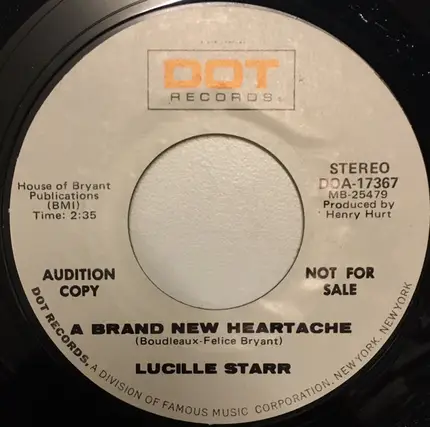 DOT
RECORDS
House of Bryant
Publications
(BMI)
Time: 2:35
STEREO
DOA-17367
MB-25479
Produced by
Henry Hurt
AUDITION
COPY
NOT FOR
SALE
A BRAND NEW HEARTACHE
(Boudleaux-Felice Bryant)
LUCILLE STARR
DOT RECORDS, A DIVISION OF FAMOUS MUSIC CORPORATION, NEW YORK, NEW YORK